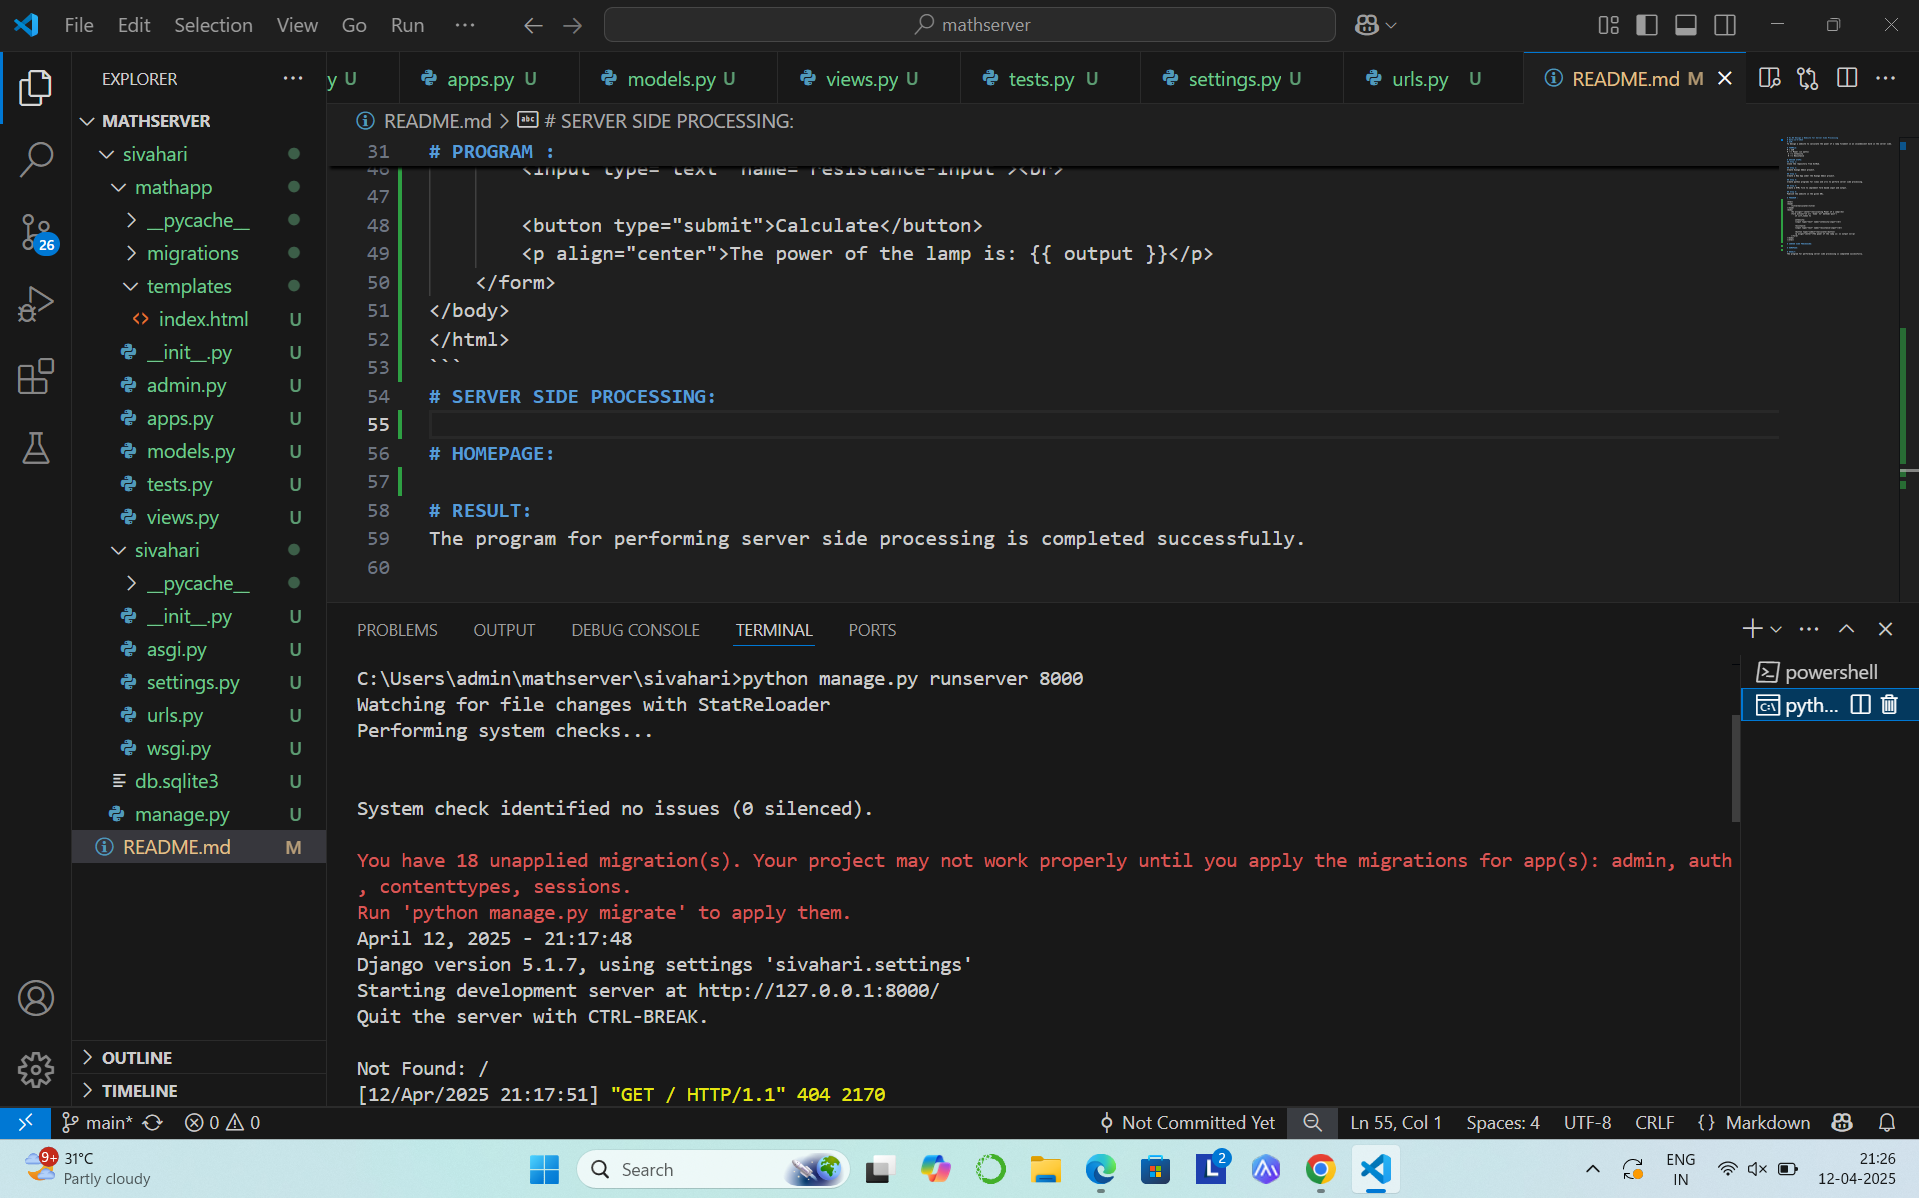 File Edit Selection View Go Run ··· mathserver
EXPLORER ···
y U apps.py U models.py U views.py U tests.py U settings.py U urls.py U README.md M
README.md > # SERVER SIDE PROCESSING:
MATHSERVER
sivahari
mathapp
__pycache__
migrations
templates
index.html U
__init__.py U
admin.py U
apps.py U
models.py U
tests.py U
views.py U
sivahari
__pycache__
__init__.py U
asgi.py U
settings.py U
urls.py U
wsgi.py U
db.sqlite3 U
manage.py U
README.md M
OUTLINE
TIMELINE
26
31 # PROGRAM :
46 <input type="text" name="resistance-input"><br>
47
48 <button type="submit">Calculate</button>
49 <p align="center">The power of the lamp is: {{ output }}</p>
50 </form>
51 </body>
52 </html>
53 ```
54 # SERVER SIDE PROCESSING:
55
56 # HOMEPAGE:
57
58 # RESULT:
59 The program for performing server side processing is completed successfully.
60
PROBLEMS OUTPUT DEBUG CONSOLE TERMINAL PORTS
powershell
pyth...
C:\Users\admin\mathserver\sivahari>python manage.py runserver 8000
Watching for file changes with StatReloader
Performing system checks...
System check identified no issues (0 silenced).
You have 18 unapplied migration(s). Your project may not work properly until you apply the migrations for app(s): admin, auth
, contenttypes, sessions.
Run 'python manage.py migrate' to apply them.
April 12, 2025 - 21:17:48
Django version 5.1.7, using settings 'sivahari.settings'
Starting development server at http://127.0.0.1:8000/
Quit the server with CTRL-BREAK.
Not Found: /
[12/Apr/2025 21:17:51] "GET / HTTP/1.1" 404 2170
main* 0 0 Not Committed Yet Ln 55, Col 1 Spaces: 4 UTF-8 CRLF {} Markdown
9+ 31°C
Partly cloudy
Search
2
ENG
IN
21:26
12-04-2025